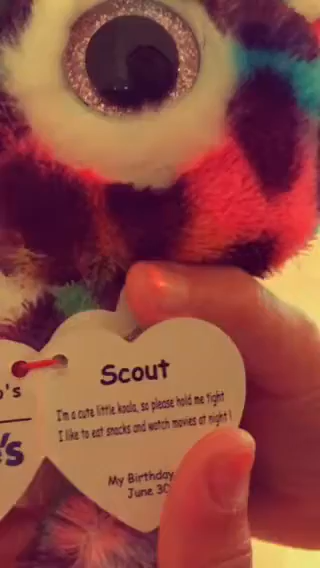 Scout
I'm a cute little koala, so please hold me tight
I like to eat snacks and watch movies at night !
My Birthday
June 30
o's
's